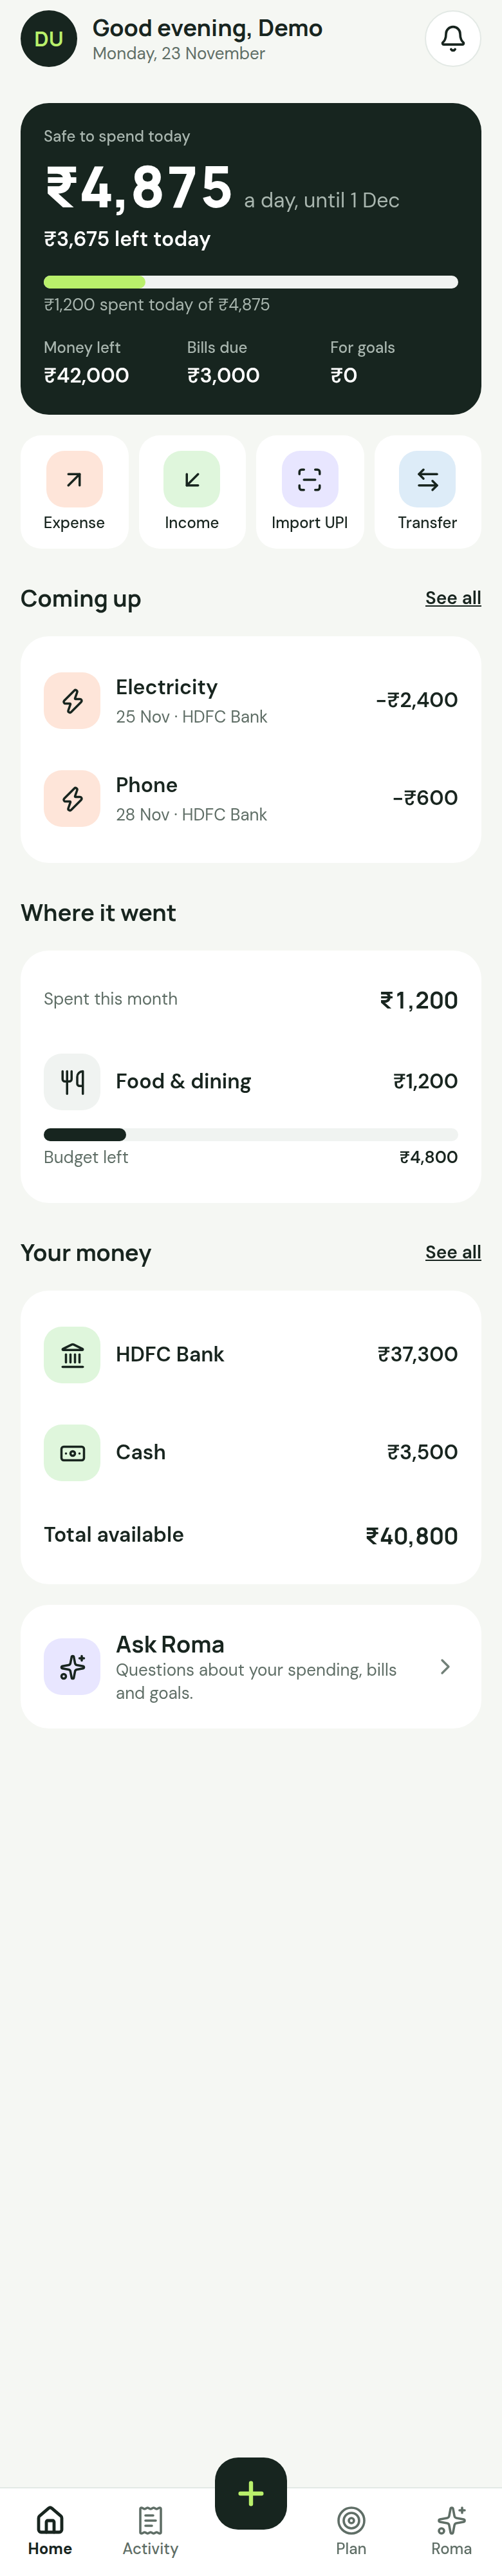 DU
Good evening, Demo
Monday, 23 November
Safe to spend today
₹4,875 a day, until 1 Dec
₹3,675 left today
₹1,200 spent today of ₹4,875
Money left Bills due For goals
₹42,000 ₹3,000 ₹0
Expense Income Import UPI Transfer
Coming up See all
Electricity
25 Nov · HDFC Bank
-₹2,400
Phone
28 Nov · HDFC Bank
-₹600
Where it went
Spent this month ₹1,200
Food & dining ₹1,200
Budget left ₹4,800
Your money See all
HDFC Bank ₹37,300
Cash ₹3,500
Total available ₹40,800
Ask Roma
Questions about your spending, bills
and goals.
Home Activity Plan Roma